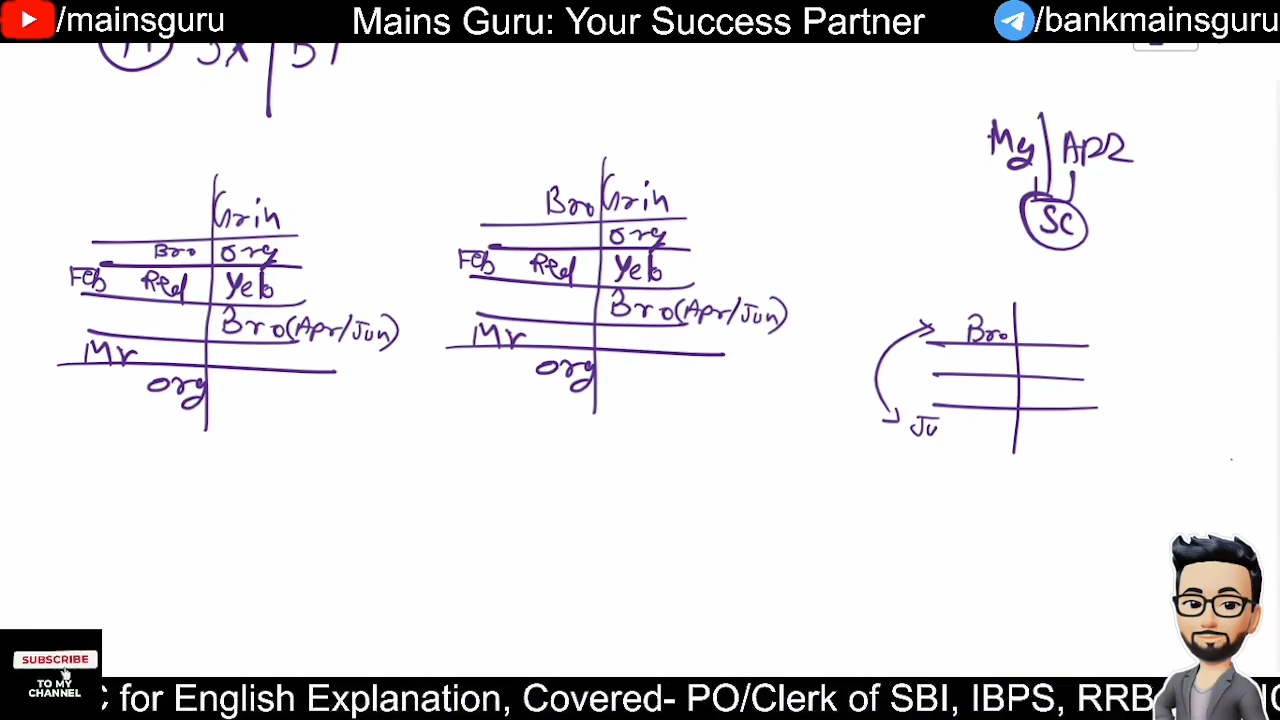 /mainsguru Mains Guru: Your Success Partner /bankmainsguru
My APR
SC
Grin
Bro Org
Feb Red Yelo
Bro(Apr/Jun)
Mr
Org
Bro Grin
Org
Feb Red Yelo
Bro(Apr/Jun)
Mr
Org
Bro
Ju
SUBSCRIBE
TO MY
CHANNEL
C for English Explanation, Covered- PO/Clerk of SBI, IBPS, RRB